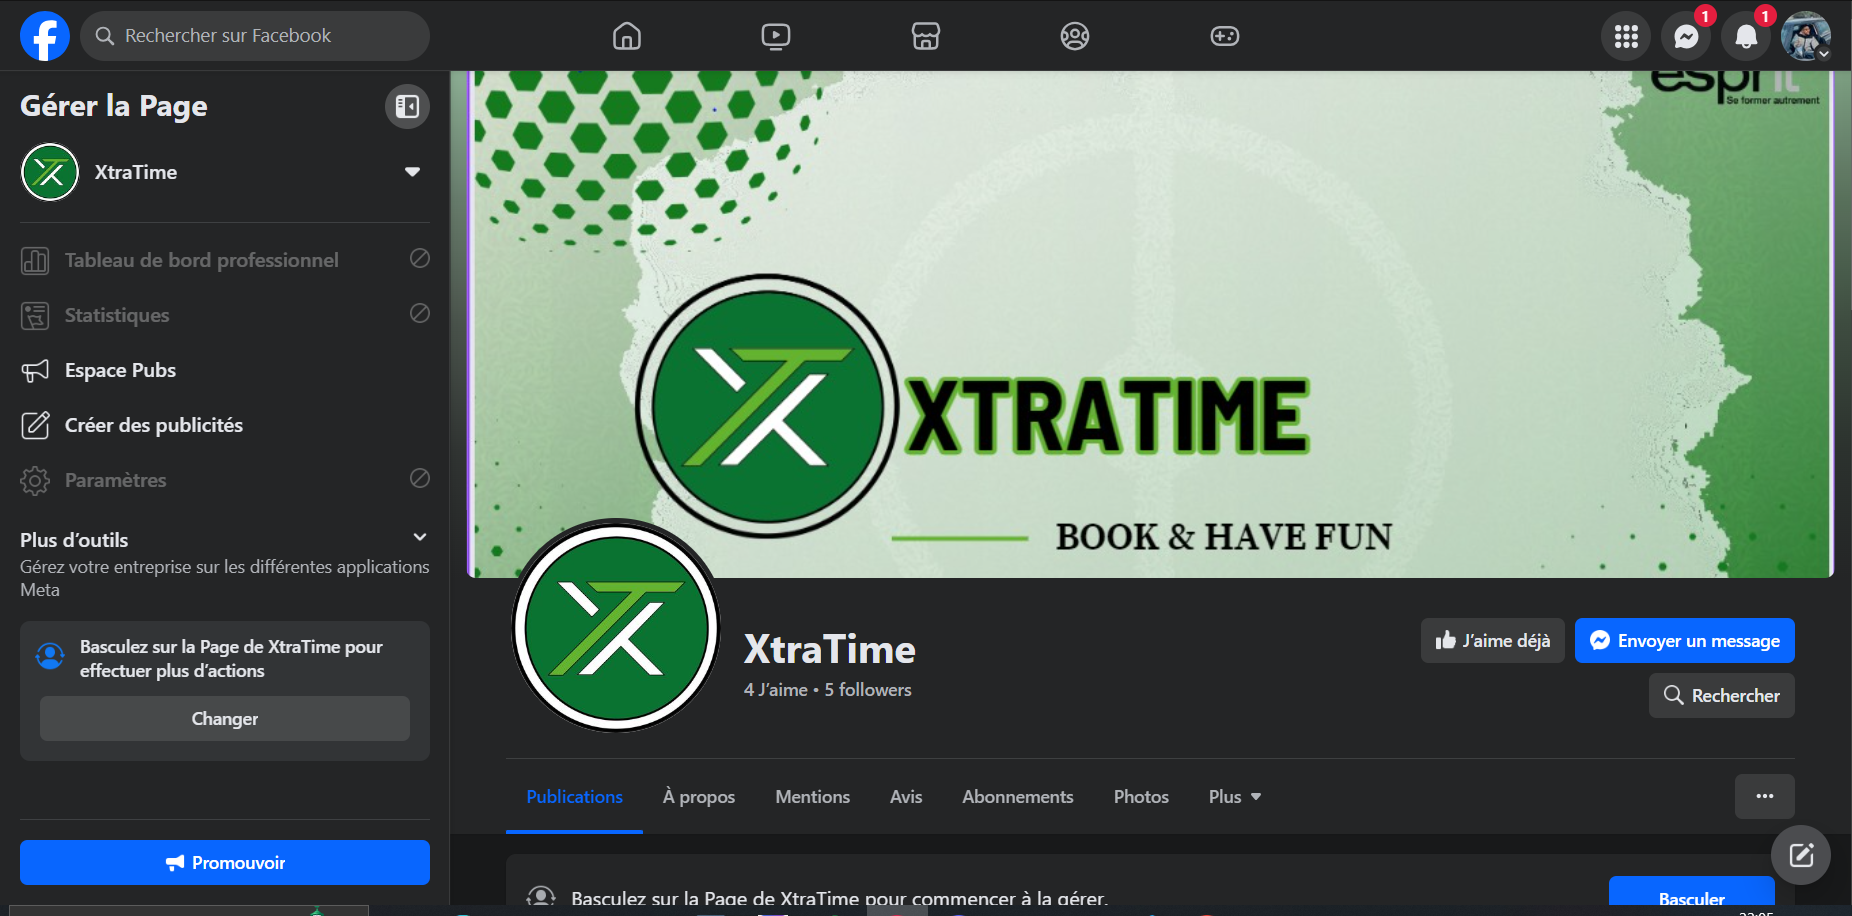 Rechercher sur Facebook
1
1
Gérer la Page
XtraTime
Tableau de bord professionnel
Statistiques
Espace Pubs
Créer des publicités
Paramètres
Plus d’outils
Gérez votre entreprise sur les différentes applications
Meta
Basculez sur la Page de XtraTime pour
effectuer plus d’actions
Changer
Promouvoir
esprit
Se former autrement
XTRATIME
BOOK & HAVE FUN
XtraTime
4 J’aime • 5 followers
J’aime déjà
Envoyer un message
Rechercher
Publications
À propos
Mentions
Avis
Abonnements
Photos
Plus
Basculez sur la Page de XtraTime pour commencer à la gérer.
Basculer